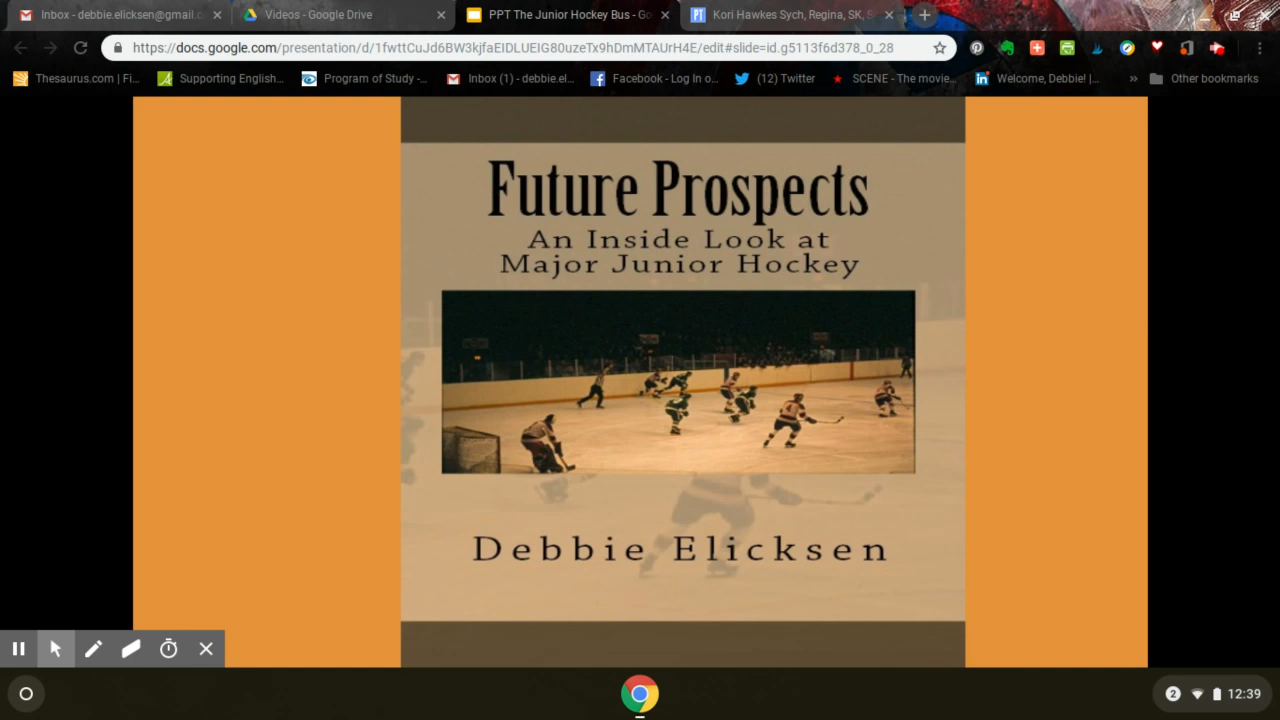 Inbox - debbie.elicksen@gmail.c
Videos - Google Drive
PPT The Junior Hockey Bus - Go
Kori Hawkes Sych, Regina, SK, S
https://docs.google.com/presentation/d/1fwttCuJd6BW3kjfaEIDLUEIG80uzeTx9hDmMTAUrH4E/edit#slide=id.g5113f6d378_0_28
Thesaurus.com | Fi...
Supporting English...
Program of Study -...
Inbox (1) - debbie.el...
Facebook - Log In o...
(12) Twitter
SCENE - The movie...
Welcome, Debbie! |...
»
Other bookmarks
Future Prospects
An Inside Look at
Major Junior Hockey
Debbie Elicksen
2
12:39